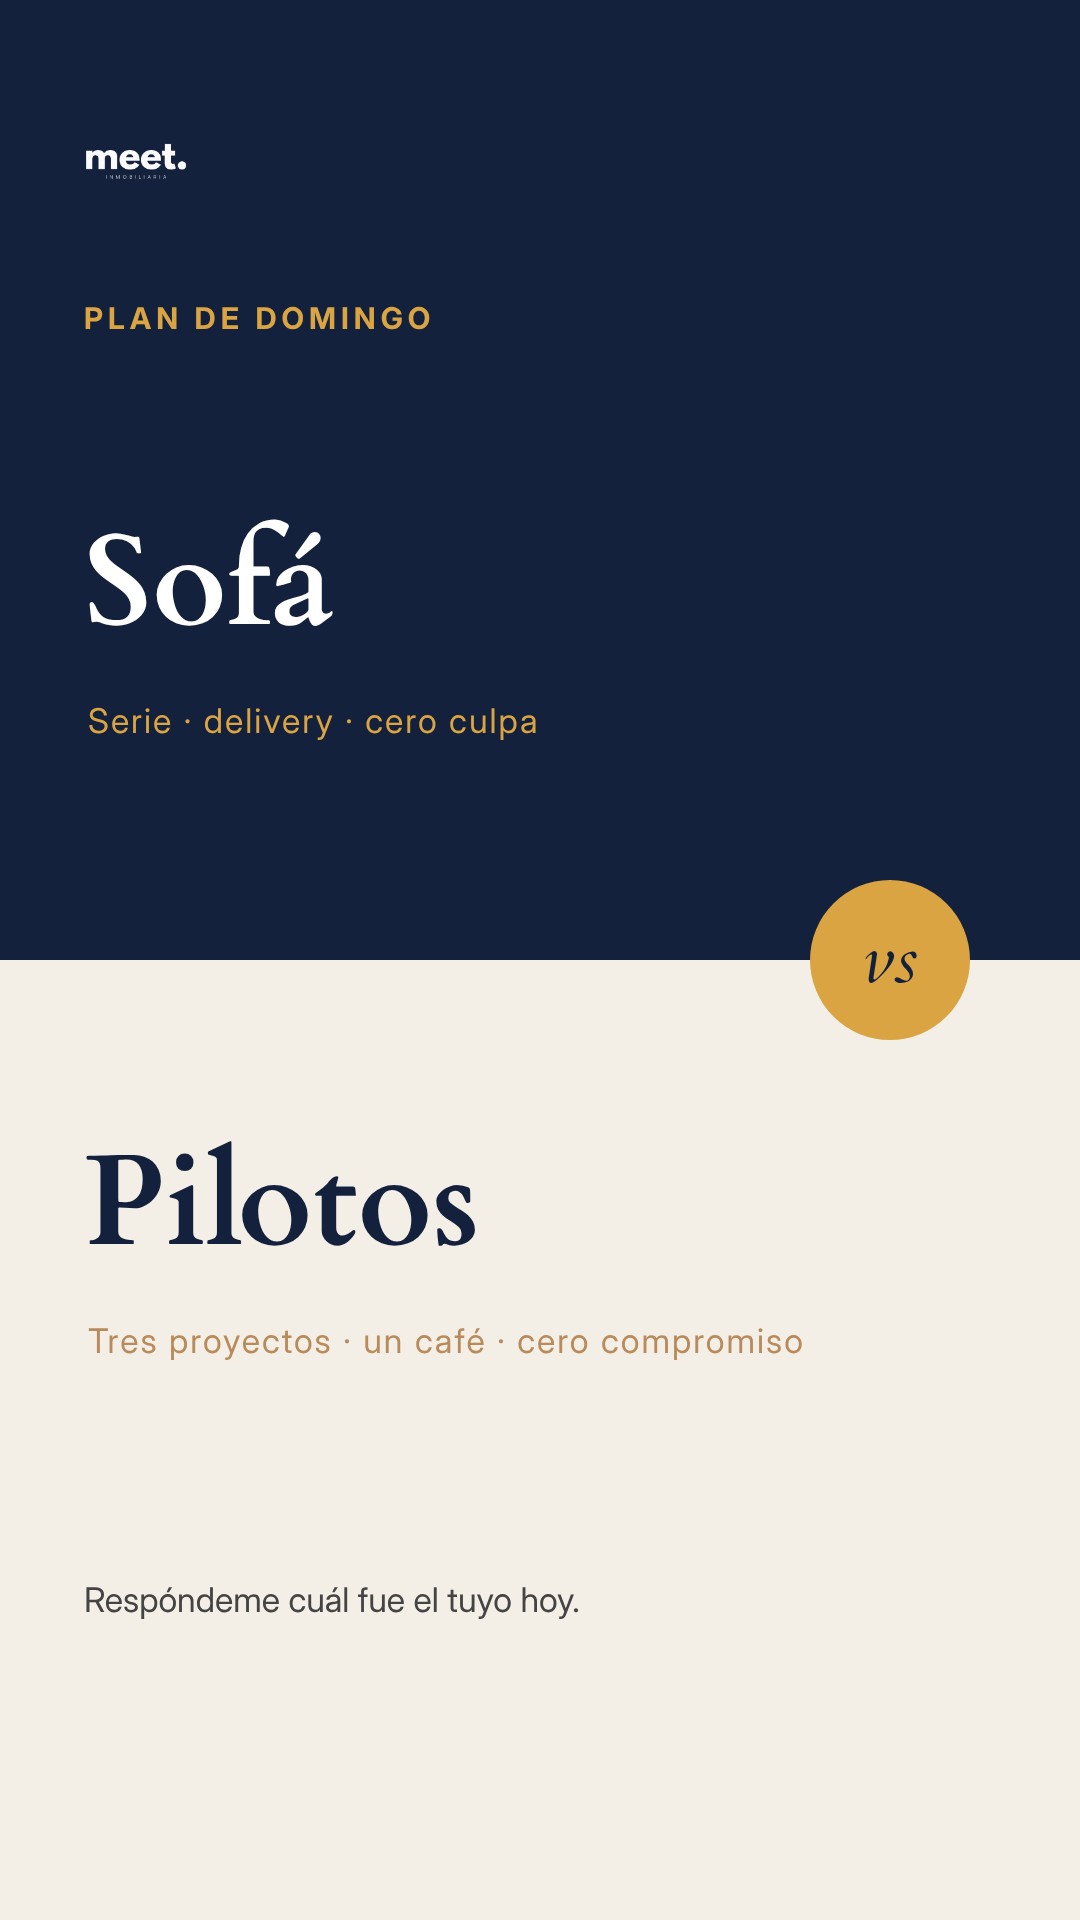 meet.
INMOBILIARIA
PLAN DE DOMINGO
Sofá
Serie · delivery · cero culpa
vs
Pilotos
Tres proyectos · un café · cero compromiso
Respóndeme cuál fue el tuyo hoy.